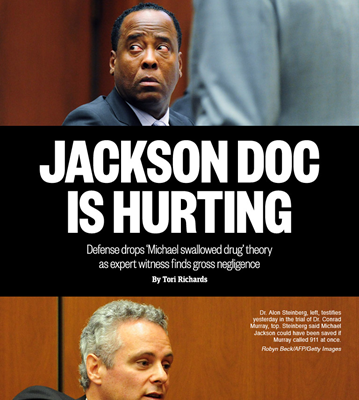 JACKSON DOC
IS HURTING
Defense drops 'Michael swallowed drug' theory
as expert witness finds gross negligence
By Tori Richards
Dr. Alon Steinberg, left, testifies
yesterday in the trial of Dr. Conrad
Murray, top. Steinberg said Michael
Jackson could have been saved if
Murray called 911 at once.
Robyn Beck/AFP/Getty Images